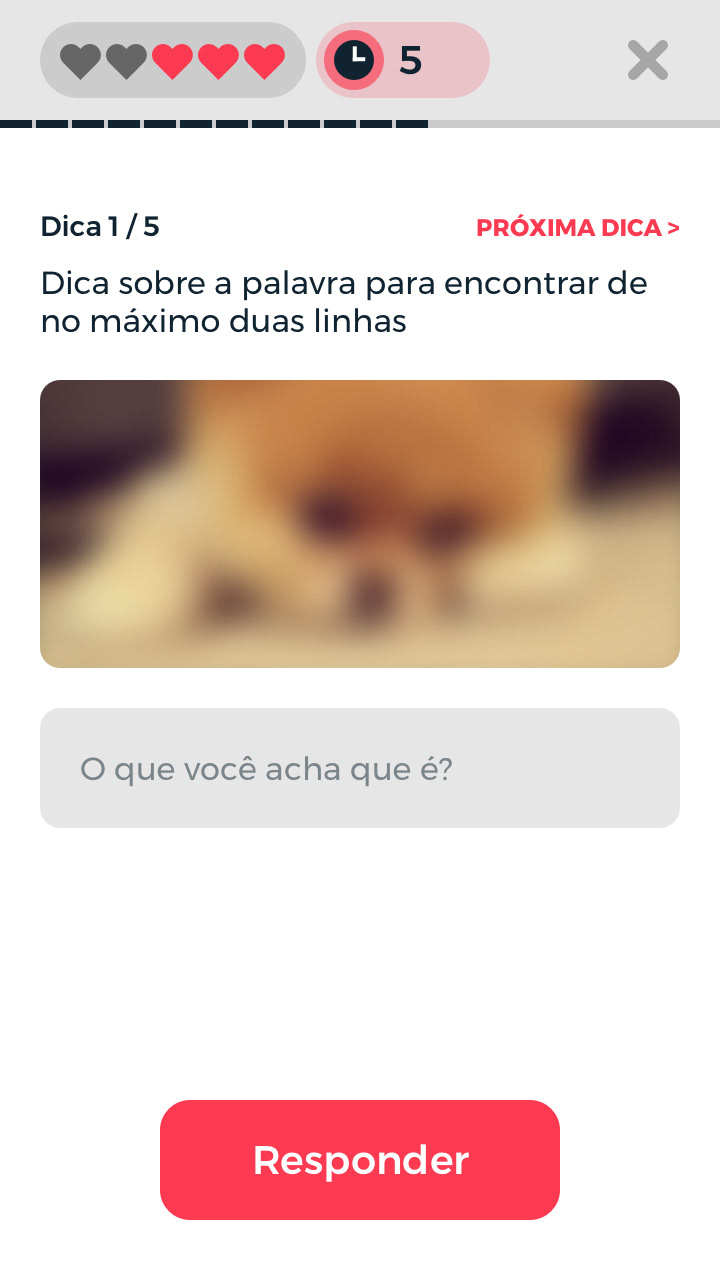 5
Dica 1 / 5
PRÓXIMA DICA >
Dica sobre a palavra para encontrar de
no máximo duas linhas
O que você acha que é?
Responder